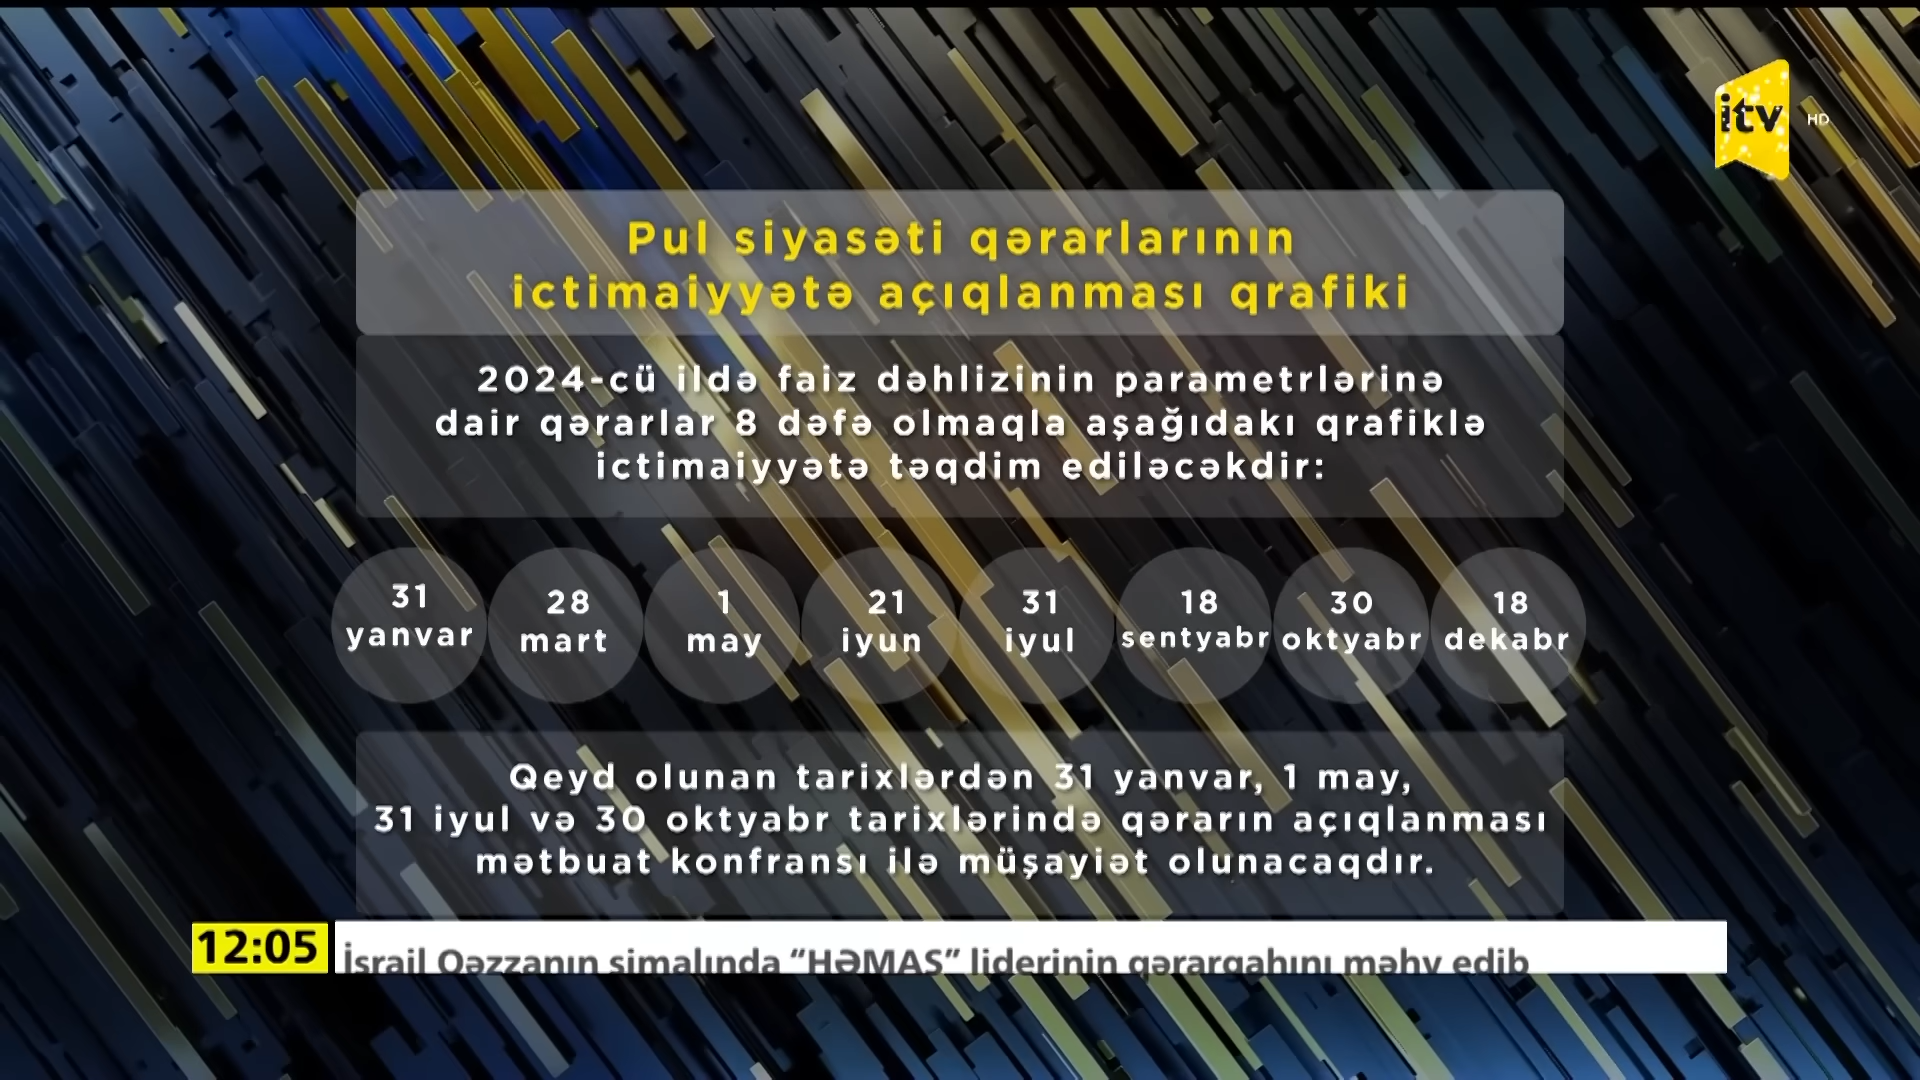 itv HD
Pul siyasəti qərarlarının
ictimaiyyətə açıqlanması qrafiki
2024-cü ildə faiz dəhlizinin parametrlərinə
dair qərarlar 8 dəfə olmaqla aşağıdakı qrafiklə
ictimaiyyətə təqdim ediləcəkdir:
31 yanvar
28 mart
1 may
21 iyun
31 iyul
18 sentyabr
30 oktyabr
18 dekabr
Qeyd olunan tarixlərdən 31 yanvar, 1 may,
31 iyul və 30 oktyabr tarixlərində qərarın açıqlanması
mətbuat konfransı ilə müşayiət olunacaqdır.
12:05
İsrail Qəzzanın şimalında “HƏMAS” liderinin qərargahını məhv edib